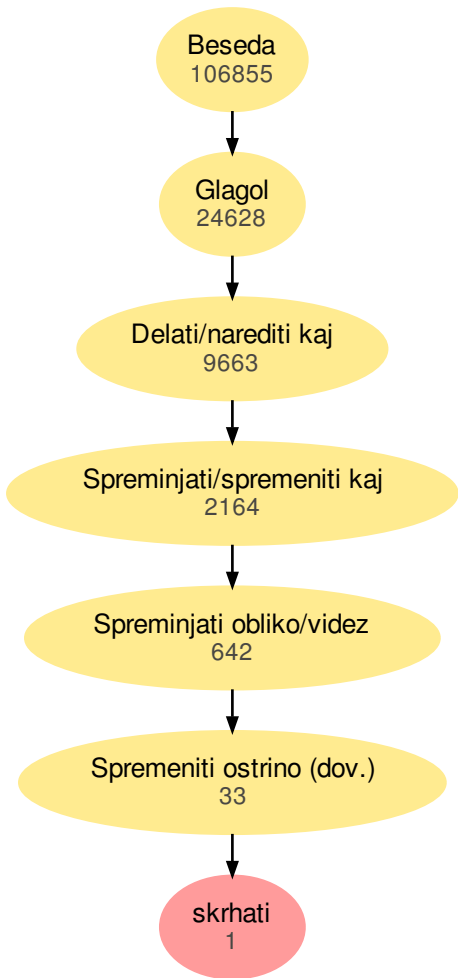 Beseda
106855
Glagol
24628
Delati/narediti kaj
9663
Spreminjati/spremeniti kaj
2164
Spreminjati obliko/videz
642
Spremeniti ostrino (dov.)
33
skrhati
1